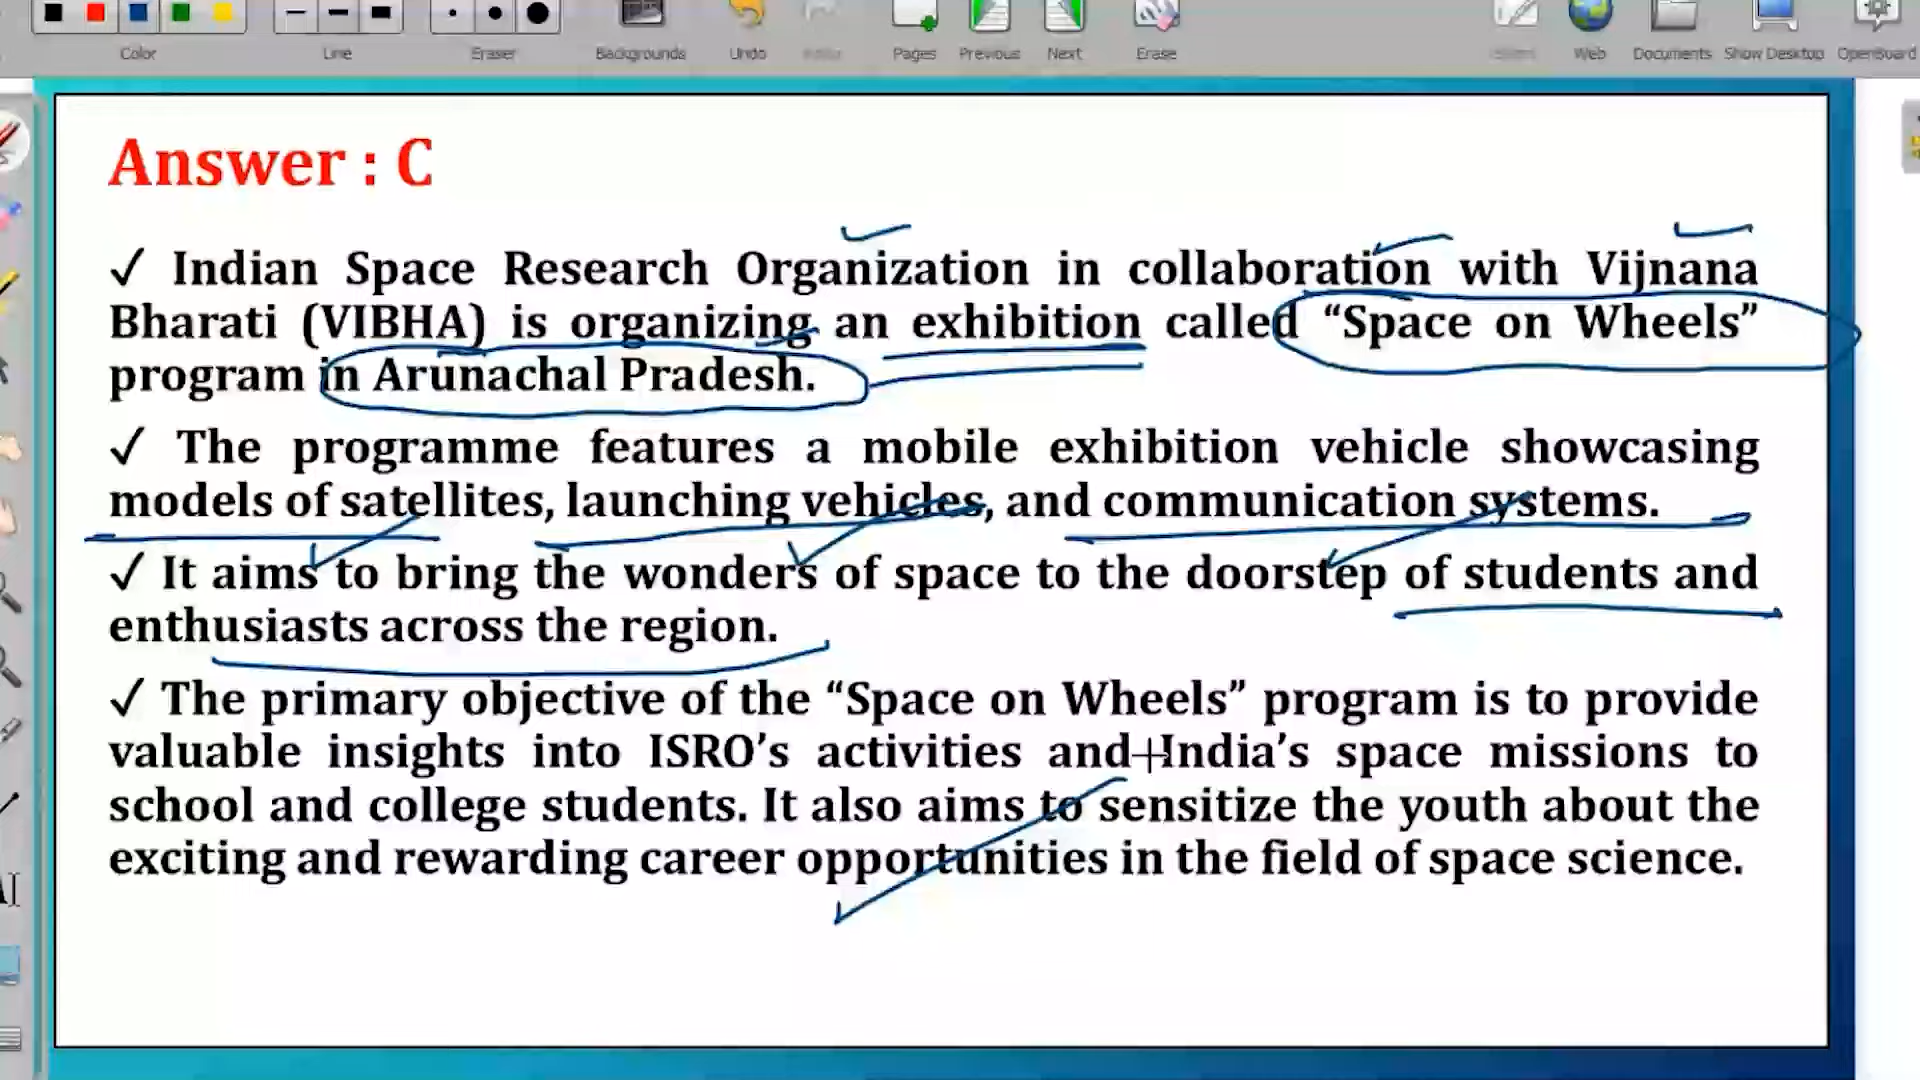 Color Line Eraser Backgrounds Undo Pages Previous Next Erase Web Documents Show Desktop OpenBoard
Answer : C
✓ Indian Space Research Organization in collaboration with Vijnana
Bharati (VIBHA) is organizing an exhibition called “Space on Wheels”
program in Arunachal Pradesh.
✓ The programme features a mobile exhibition vehicle showcasing
models of satellites, launching vehicles, and communication systems.
✓ It aims to bring the wonders of space to the doorstep of students and
enthusiasts across the region.
✓ The primary objective of the “Space on Wheels” program is to provide
valuable insights into ISRO’s activities and India’s space missions to
school and college students. It also aims to sensitize the youth about the
exciting and rewarding career opportunities in the field of space science.